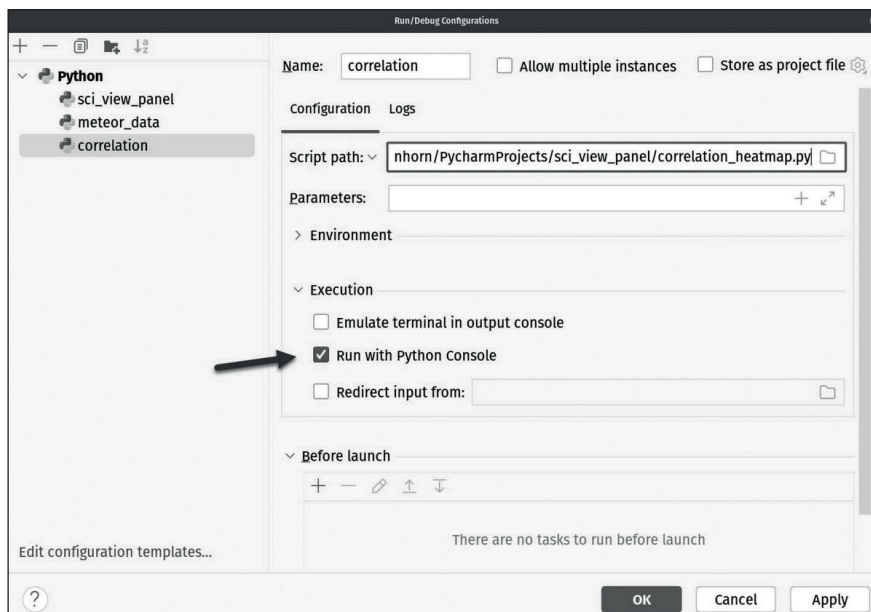 Run/Debug Configurations
Python
sci_view_panel
meteor_data
correlation
Edit configuration templates...
Name: correlation Allow multiple instances Store as project file
Configuration Logs
Script path: nhorn/PycharmProjects/sci_view_panel/correlation_heatmap.py
Parameters:
Environment
Execution
Emulate terminal in output console
Run with Python Console
Redirect input from:
Before launch
There are no tasks to run before launch
? OK Cancel Apply